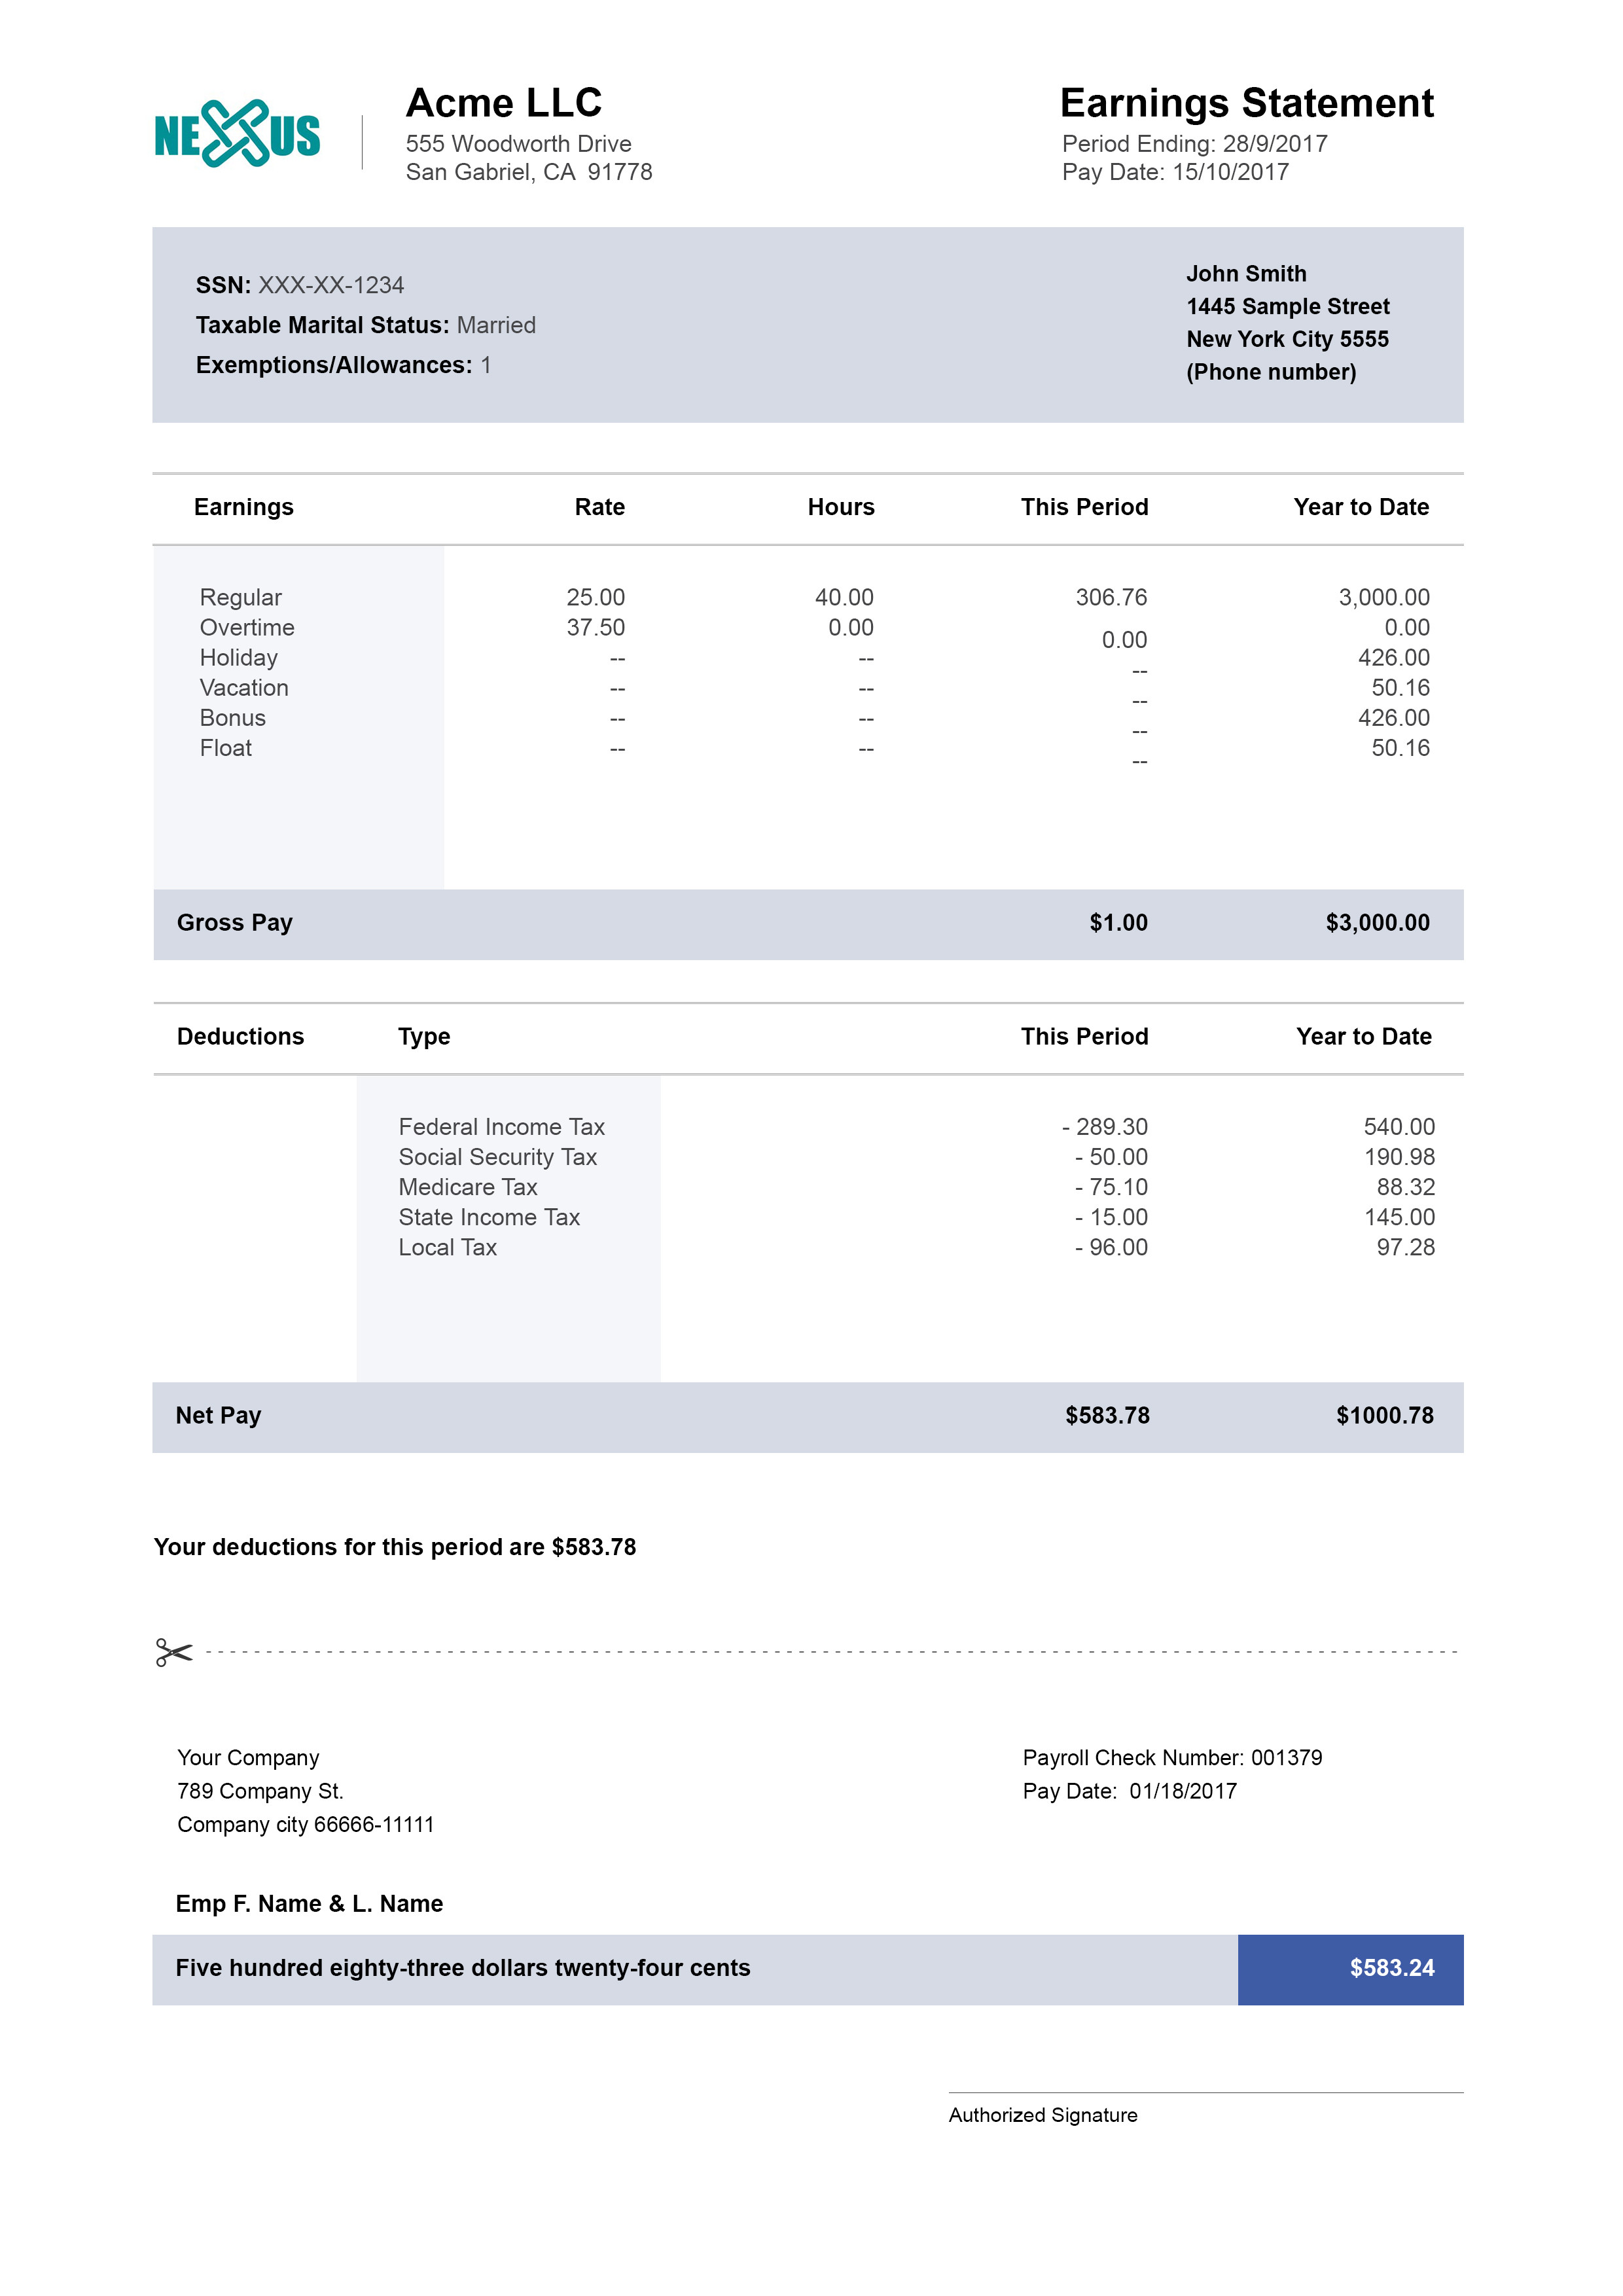 NEXUS
Acme LLC
555 Woodworth Drive
San Gabriel, CA  91778
Earnings Statement
Period Ending: 28/9/2017
Pay Date: 15/10/2017
SSN: XXX-XX-1234
Taxable Marital Status: Married
Exemptions/Allowances: 1
John Smith
1445 Sample Street
New York City 5555
(Phone number)
Earnings Rate Hours This Period Year to Date
Regular 25.00 40.00 306.76 3,000.00
Overtime 37.50 0.00 0.00 0.00
Holiday -- -- -- 426.00
Vacation -- -- -- 50.16
Bonus -- -- -- 426.00
Float -- -- -- 50.16
Gross Pay $1.00 $3,000.00
Deductions Type This Period Year to Date
Federal Income Tax - 289.30 540.00
Social Security Tax - 50.00 190.98
Medicare Tax - 75.10 88.32
State Income Tax - 15.00 145.00
Local Tax - 96.00 97.28
Net Pay $583.78 $1000.78
Your deductions for this period are $583.78
Your Company
789 Company St.
Company city 66666-11111
Payroll Check Number: 001379
Pay Date:  01/18/2017
Emp F. Name & L. Name
Five hundred eighty-three dollars twenty-four cents $583.24
Authorized Signature